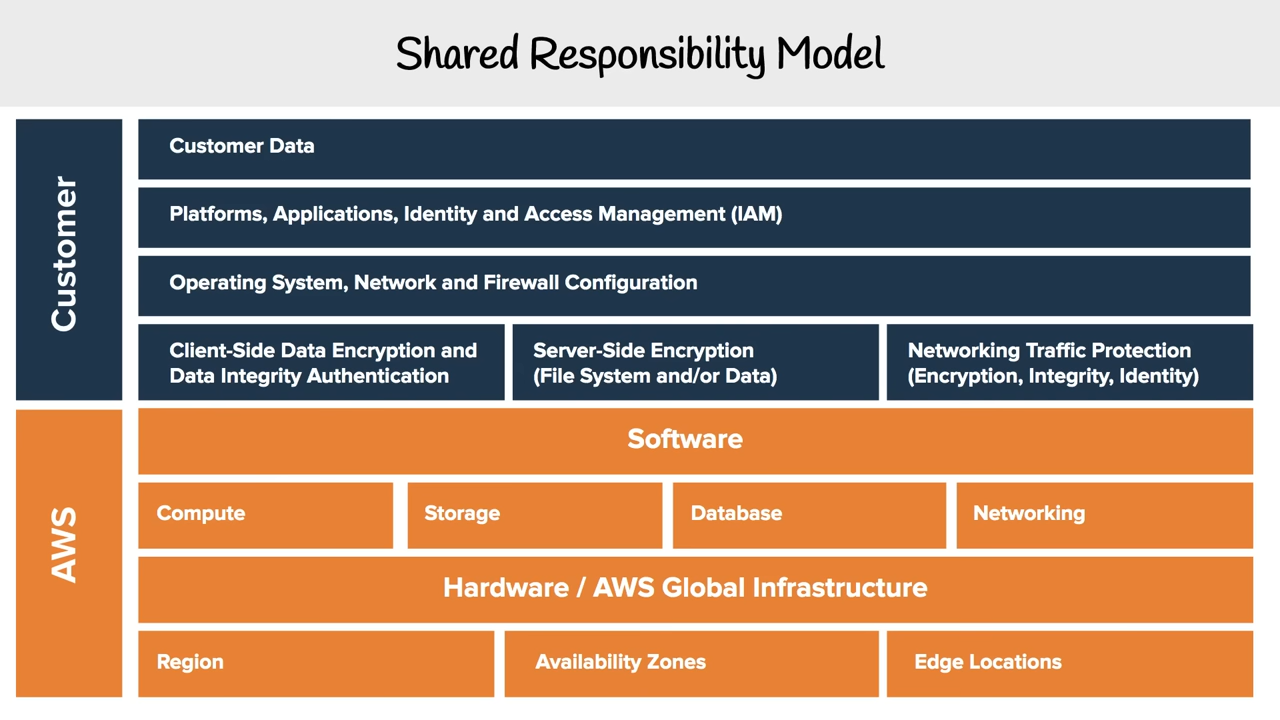 Shared Responsibility Model
Customer
Customer Data
Platforms, Applications, Identity and Access Management (IAM)
Operating System, Network and Firewall Configuration
Client-Side Data Encryption and
Data Integrity Authentication
Server-Side Encryption
(File System and/or Data)
Networking Traffic Protection
(Encryption, Integrity, Identity)
AWS
Software
Compute
Storage
Database
Networking
Hardware / AWS Global Infrastructure
Region
Availability Zones
Edge Locations